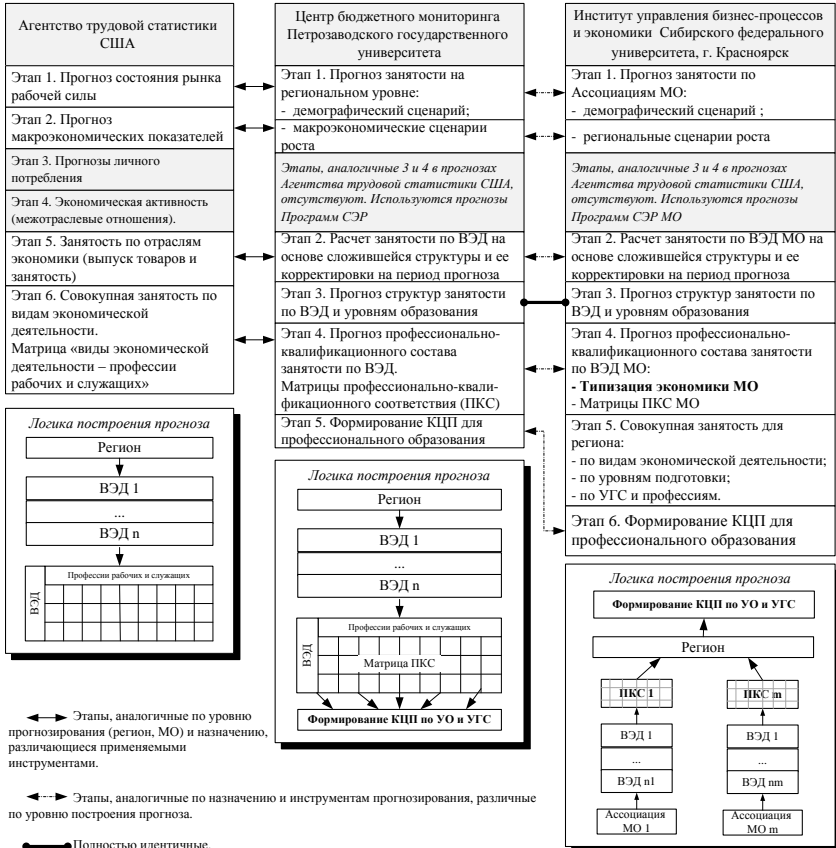 Агентство трудовой статистики
США
Этап 1. Прогноз состояния рынка
рабочей силы
Этап 2. Прогноз
макроэкономических показателей
Этап 3. Прогнозы личного
потребления
Этап 4. Экономическая активность
(межотраслевые отношения).
Этап 5. Занятость по отраслям
экономики (выпуск товаров и
занятость)
Этап 6. Совокупная занятость по
видам экономической
деятельности.
Матрица «виды экономической
деятельности – профессии
рабочих и служащих»
Логика построения прогноза
Регион
ВЭД 1
...
ВЭД n
ВЭД
Профессии рабочих и служащих
Центр бюджетного мониторинга
Петрозаводского государственного
университета
Этап 1. Прогноз занятости на
региональном уровне:
- демографический сценарий;
- макроэкономические сценарии
роста
Этапы, аналогичные 3 и 4 в прогнозах
Агентства трудовой статистики США,
отсутствуют. Используются прогнозы
Программ СЭР
Этап 2. Расчет занятости по ВЭД на
основе сложившейся структуры и ее
корректировки на период прогноза
Этап 3. Прогноз структур занятости
по ВЭД и уровням образования
Этап 4. Прогноз профессионально-
квалификационного состава
занятости по ВЭД.
Матрицы профессионально-квали-
фикационного соответствия (ПКС)
Этап 5. Формирование КЦП для
профессионального образования
Логика построения прогноза
Регион
ВЭД 1
...
ВЭД n
ВЭД
Профессии рабочих и служащих
Матрица ПКС
Формирование КЦП по УО и УГС
Институт управления бизнес-процессов
и экономики Сибирского федерального
университета, г. Красноярск
Этап 1. Прогноз занятости по
Ассоциациям МО:
- демографический сценарий ;
- региональные сценарии роста
Этапы, аналогичные 3 и 4 в прогнозах
Агентства трудовой статистики США,
отсутствуют. Используются прогнозы
Программ СЭР МО
Этап 2. Расчет занятости по ВЭД МО на
основе сложившейся структуры и ее
корректировки на период прогноза
Этап 3. Прогноз структур занятости по
ВЭД и уровням образования
Этап 4. Прогноз профессионально-
квалификационного состава занятости
по ВЭД МО:
- Типизация экономики МО
- Матрицы ПКС МО
Этап 5. Совокупная занятость для
региона:
- по видам экономической деятельности;
- по уровням подготовки;
- по УГС и профессиям.
Этап 6. Формирование КЦП для
профессионального образования
Логика построения прогноза
Формирование КЦП по УО и УГС
Регион
ПКС 1
ПКС m
ВЭД 1
ВЭД 1
...
...
ВЭД n1
ВЭД nm
Ассоциация
МО 1
Ассоциация
МО m
Этапы, аналогичные по уровню
прогнозирования (регион, МО) и назначению,
различающиеся применяемыми
инструментами.
Этапы, аналогичные по назначению и инструментам прогнозирования, различные
по уровню построения прогноза.
Полностью идентичные.